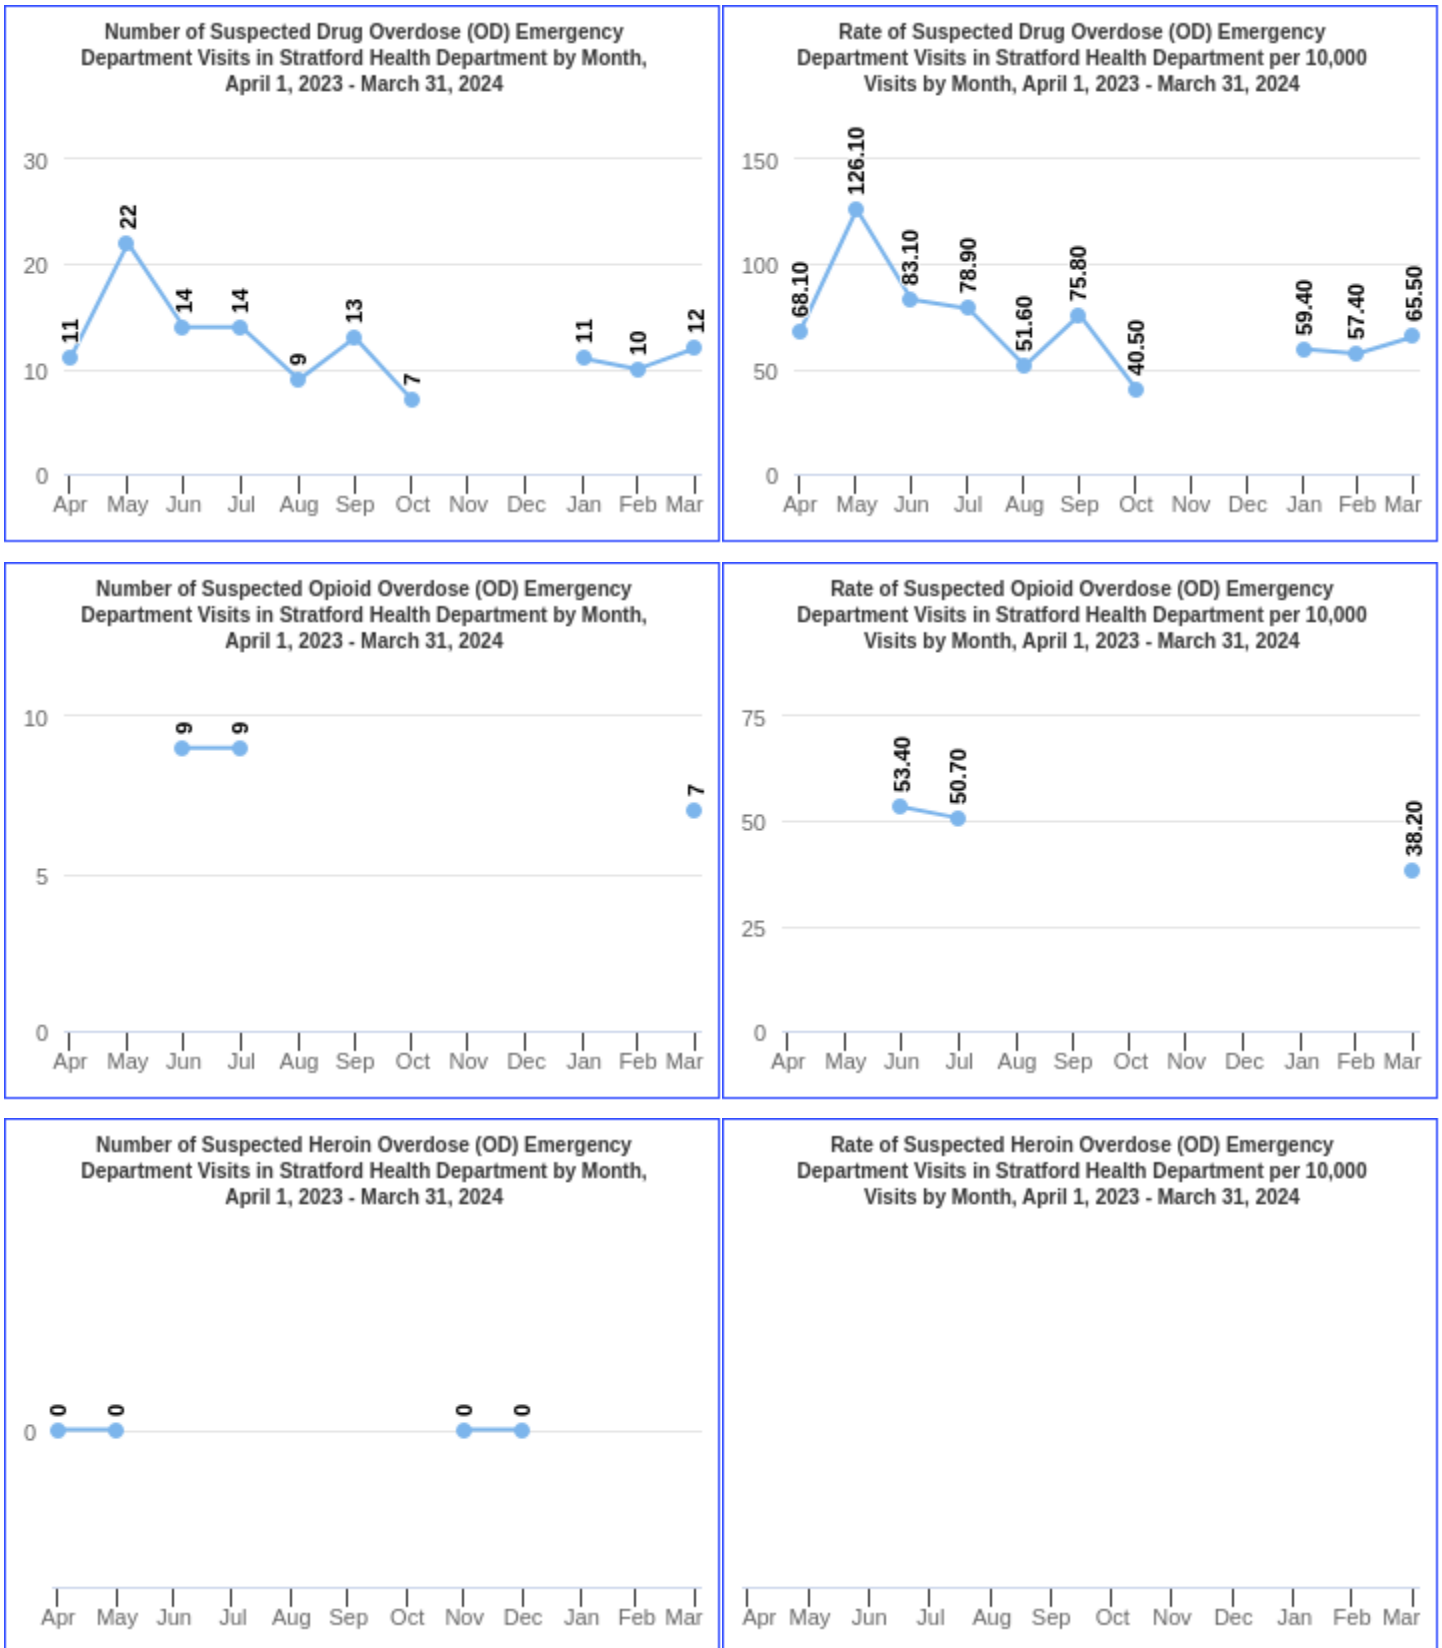 Number of Suspected Drug Overdose (OD) Emergency
Department Visits in Stratford Health Department by Month,
April 1, 2023 - March 31, 2024
30
20
10
0
11
22
14
14
9
13
7
11
10
12
Apr May Jun Jul Aug Sep Oct Nov Dec Jan Feb Mar
Rate of Suspected Drug Overdose (OD) Emergency
Department Visits in Stratford Health Department per 10,000
Visits by Month, April 1, 2023 - March 31, 2024
150
100
50
0
68.10
126.10
83.10
78.90
51.60
75.80
40.50
59.40
57.40
65.50
Apr May Jun Jul Aug Sep Oct Nov Dec Jan Feb Mar
Number of Suspected Opioid Overdose (OD) Emergency
Department Visits in Stratford Health Department by Month,
April 1, 2023 - March 31, 2024
10
5
0
9
9
7
Apr May Jun Jul Aug Sep Oct Nov Dec Jan Feb Mar
Rate of Suspected Opioid Overdose (OD) Emergency
Department Visits in Stratford Health Department per 10,000
Visits by Month, April 1, 2023 - March 31, 2024
75
50
25
0
53.40
50.70
38.20
Apr May Jun Jul Aug Sep Oct Nov Dec Jan Feb Mar
Number of Suspected Heroin Overdose (OD) Emergency
Department Visits in Stratford Health Department by Month,
April 1, 2023 - March 31, 2024
0
0
0
0
0
Apr May Jun Jul Aug Sep Oct Nov Dec Jan Feb Mar
Rate of Suspected Heroin Overdose (OD) Emergency
Department Visits in Stratford Health Department per 10,000
Visits by Month, April 1, 2023 - March 31, 2024
Apr May Jun Jul Aug Sep Oct Nov Dec Jan Feb Mar